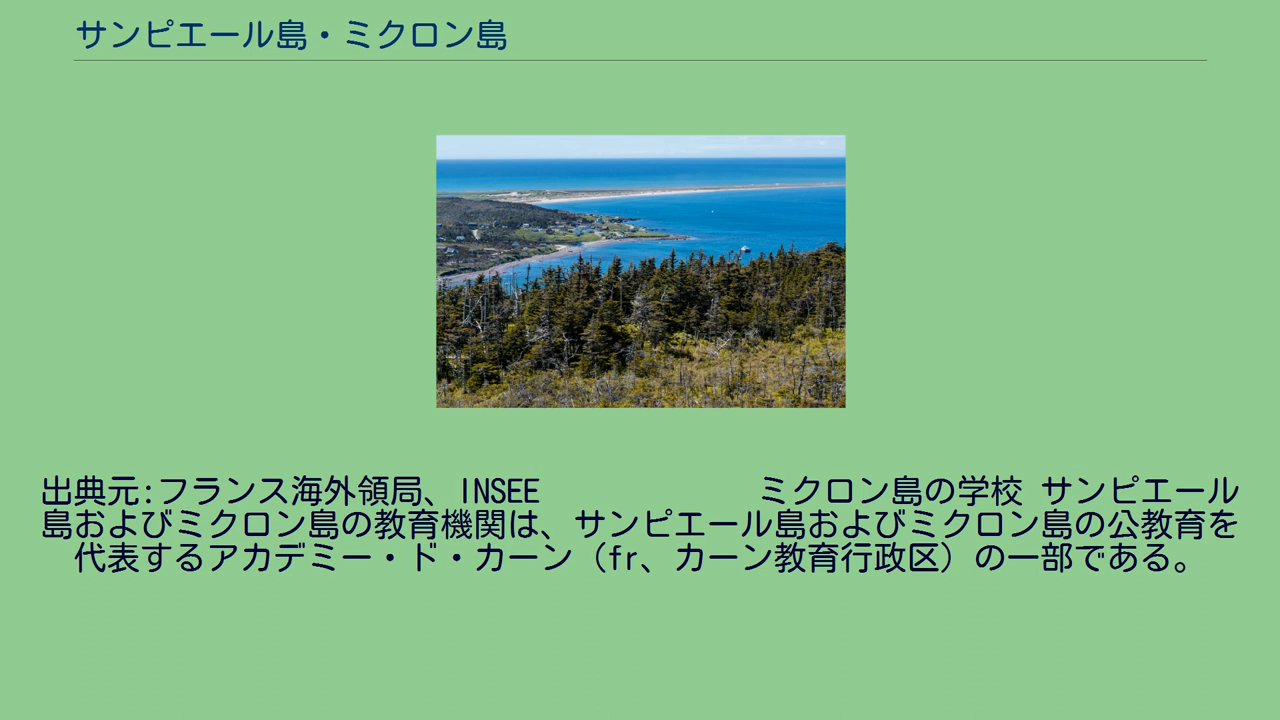 サンピエール島・ミクロン島
出典元:フランス海外領局、INSEE ミクロン島の学校 サンピエール
島およびミクロン島の教育機関は、サンピエール島およびミクロン島の公教育を
代表するアカデミー・ド・カーン（fr、カーン教育行政区）の一部である。